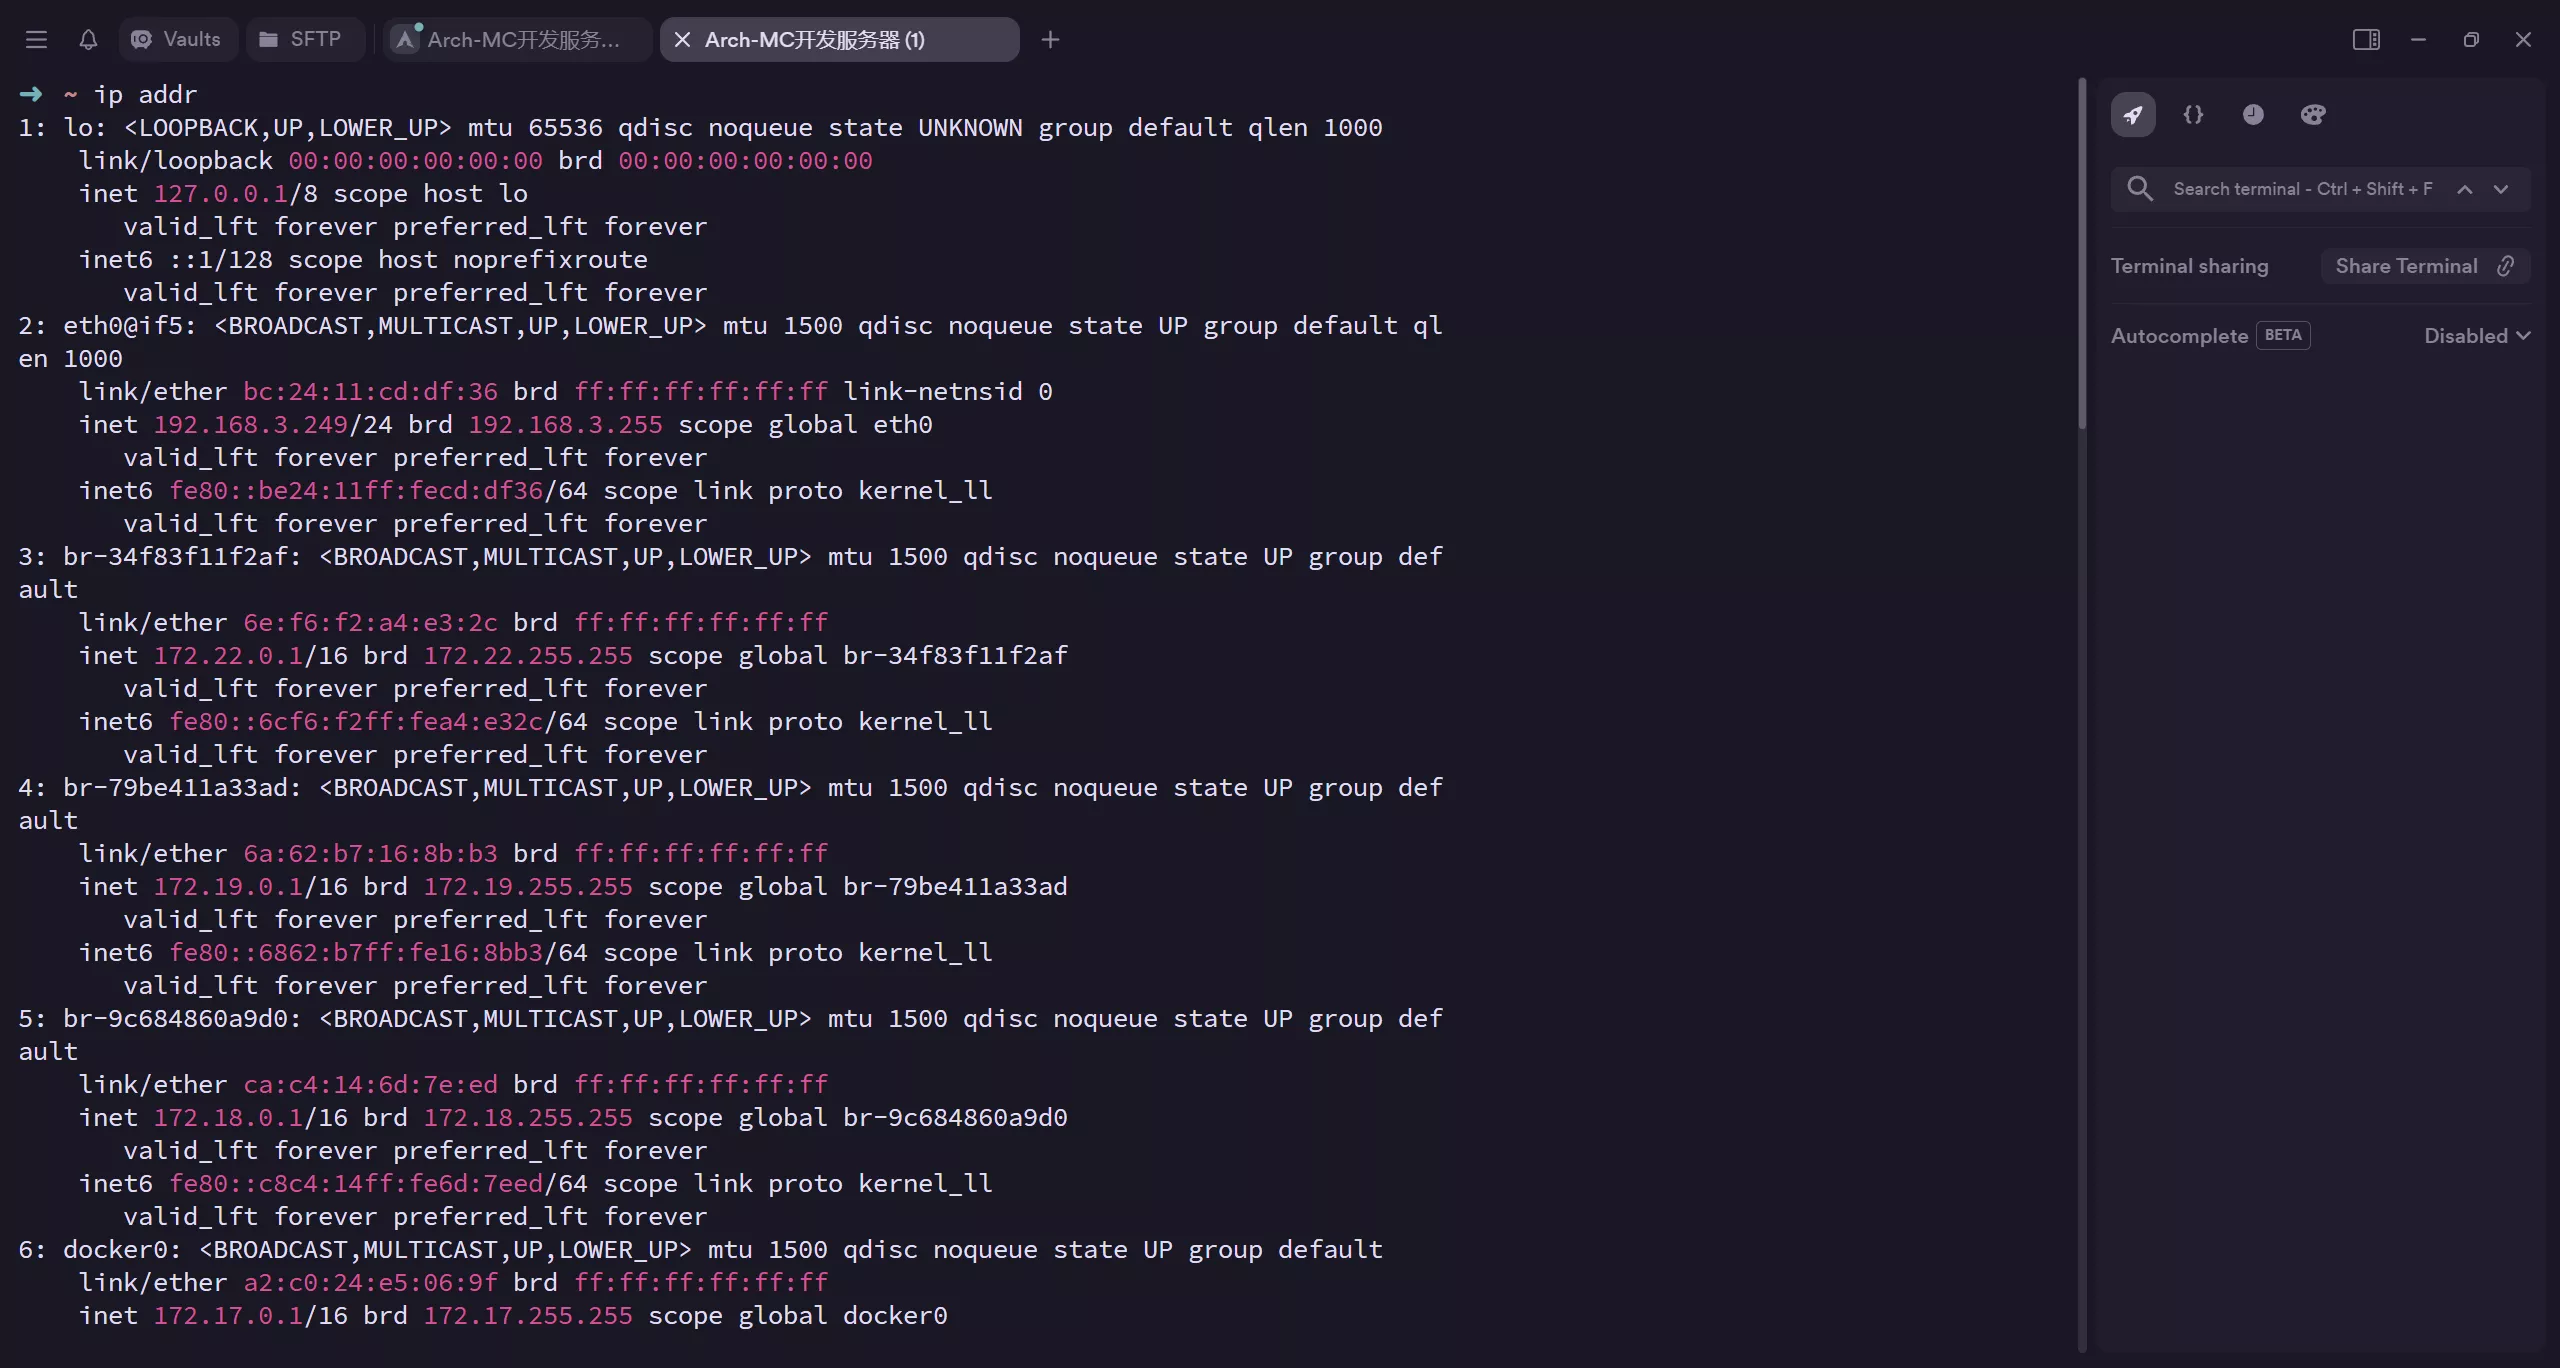 Vaults
SFTP
Arch-MC开发服务...
Arch-MC开发服务器 (1)
➜ ~ ip addr
1: lo: <LOOPBACK,UP,LOWER_UP> mtu 65536 qdisc noqueue state UNKNOWN group default qlen 1000
    link/loopback 00:00:00:00:00:00 brd 00:00:00:00:00:00
    inet 127.0.0.1/8 scope host lo
       valid_lft forever preferred_lft forever
    inet6 ::1/128 scope host noprefixroute
       valid_lft forever preferred_lft forever
2: eth0@if5: <BROADCAST,MULTICAST,UP,LOWER_UP> mtu 1500 qdisc noqueue state UP group default ql
en 1000
    link/ether bc:24:11:cd:df:36 brd ff:ff:ff:ff:ff:ff link-netnsid 0
    inet 192.168.3.249/24 brd 192.168.3.255 scope global eth0
       valid_lft forever preferred_lft forever
    inet6 fe80::be24:11ff:fecd:df36/64 scope link proto kernel_ll
       valid_lft forever preferred_lft forever
3: br-34f83f11f2af: <BROADCAST,MULTICAST,UP,LOWER_UP> mtu 1500 qdisc noqueue state UP group def
ault
    link/ether 6e:f6:f2:a4:e3:2c brd ff:ff:ff:ff:ff:ff
    inet 172.22.0.1/16 brd 172.22.255.255 scope global br-34f83f11f2af
       valid_lft forever preferred_lft forever
    inet6 fe80::6cf6:f2ff:fea4:e32c/64 scope link proto kernel_ll
       valid_lft forever preferred_lft forever
4: br-79be411a33ad: <BROADCAST,MULTICAST,UP,LOWER_UP> mtu 1500 qdisc noqueue state UP group def
ault
    link/ether 6a:62:b7:16:8b:b3 brd ff:ff:ff:ff:ff:ff
    inet 172.19.0.1/16 brd 172.19.255.255 scope global br-79be411a33ad
       valid_lft forever preferred_lft forever
    inet6 fe80::6862:b7ff:fe16:8bb3/64 scope link proto kernel_ll
       valid_lft forever preferred_lft forever
5: br-9c684860a9d0: <BROADCAST,MULTICAST,UP,LOWER_UP> mtu 1500 qdisc noqueue state UP group def
ault
    link/ether ca:c4:14:6d:7e:ed brd ff:ff:ff:ff:ff:ff
    inet 172.18.0.1/16 brd 172.18.255.255 scope global br-9c684860a9d0
       valid_lft forever preferred_lft forever
    inet6 fe80::c8c4:14ff:fe6d:7eed/64 scope link proto kernel_ll
       valid_lft forever preferred_lft forever
6: docker0: <BROADCAST,MULTICAST,UP,LOWER_UP> mtu 1500 qdisc noqueue state UP group default
    link/ether a2:c0:24:e5:06:9f brd ff:ff:ff:ff:ff:ff
    inet 172.17.0.1/16 brd 172.17.255.255 scope global docker0
{}
Search terminal - Ctrl + Shift + F
Terminal sharing Share Terminal
Autocomplete BETA Disabled